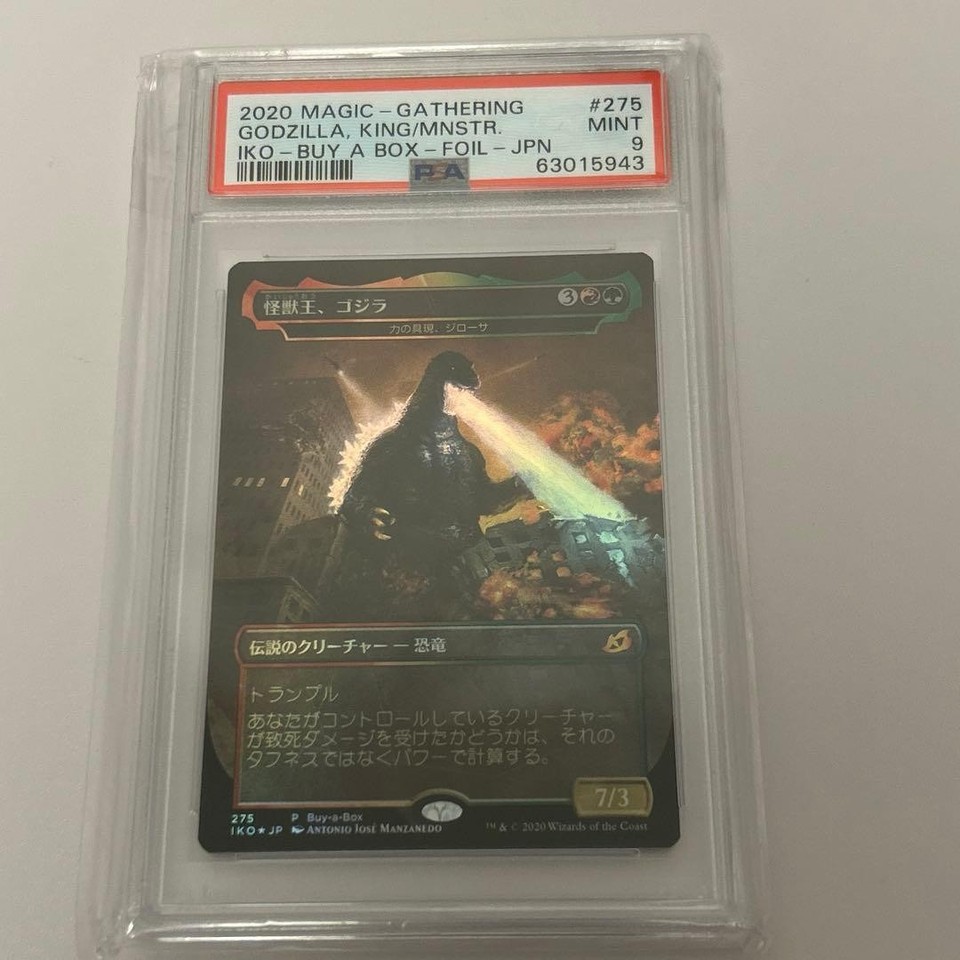 2020 MAGIC - GATHERING #275
GODZILLA, KING/MNSTR. MINT
IKO - BUY A BOX - FOIL - JPN 9
PSA 63015943
怪獣王、ゴジラ 3
力の具現、ジローサ
伝説のクリーチャー — 恐竜
トランプル
あなたがコントロールしているクリーチャー
が致死ダメージを受けたかどうかは、それの
タフネスではなくパワーで計算する。
7/3
275 P Buy-a-Box
IKO★JP ANTONIO JOSÉ MANZANEDO ™ & © 2020 Wizards of the Coast